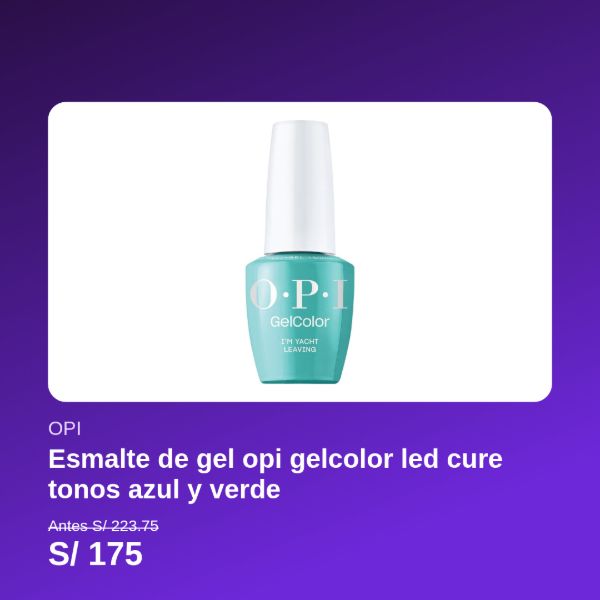 O·P·I
GelColor
I'M YACHT
LEAVING
OPI
Esmalte de gel opi gelcolor led cure
tonos azul y verde
Antes S/ 223.75
S/ 175